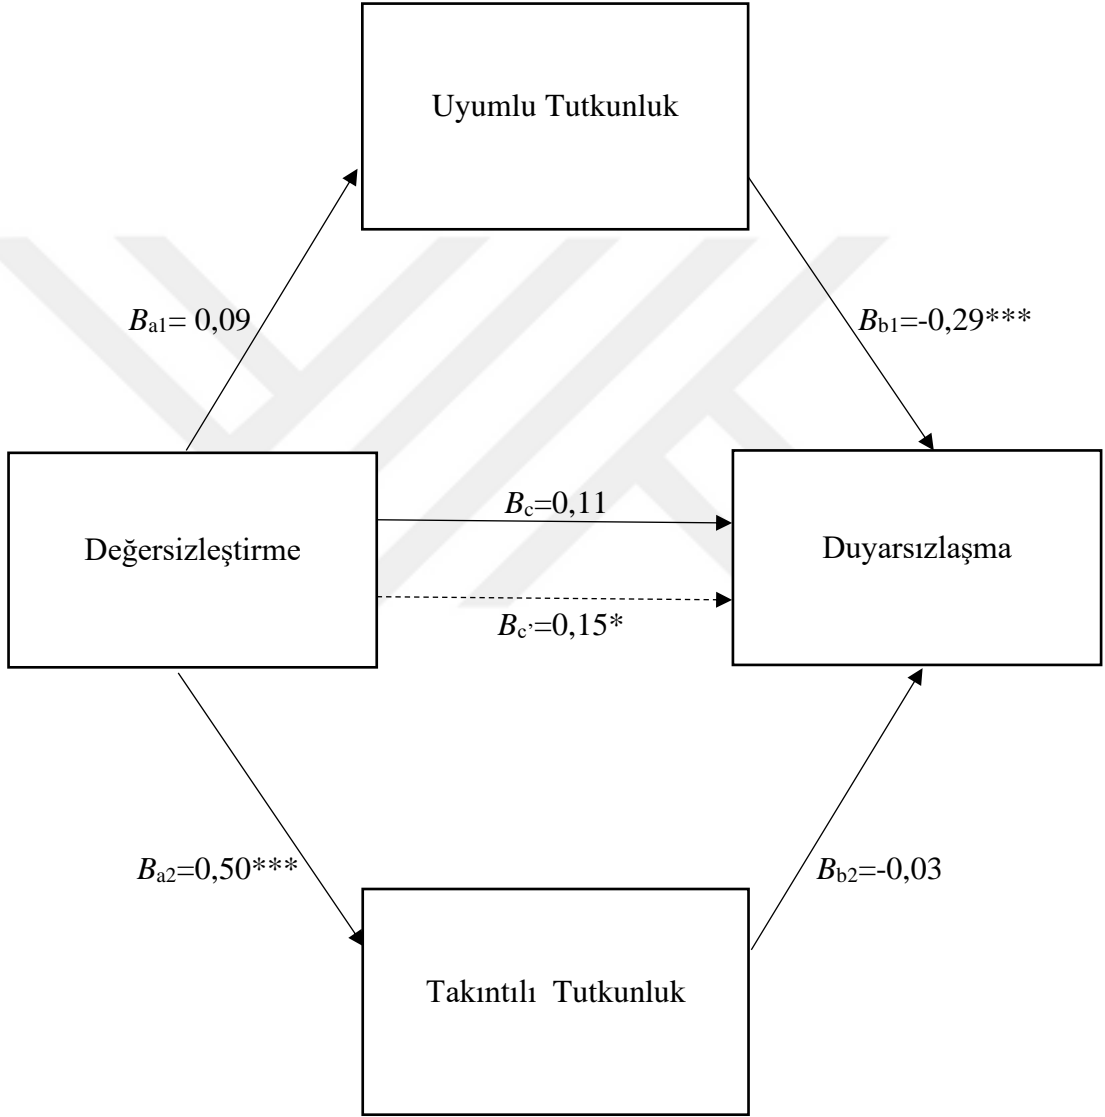 Uyumlu Tutkunluk
Ba1= 0,09
Bb1=-0,29***
Bc=0,11
Değersizleştirme
Duyarsızlaşma
Bc’=0,15*
Ba2=0,50***
Bb2=-0,03
Takıntılı Tutkunluk